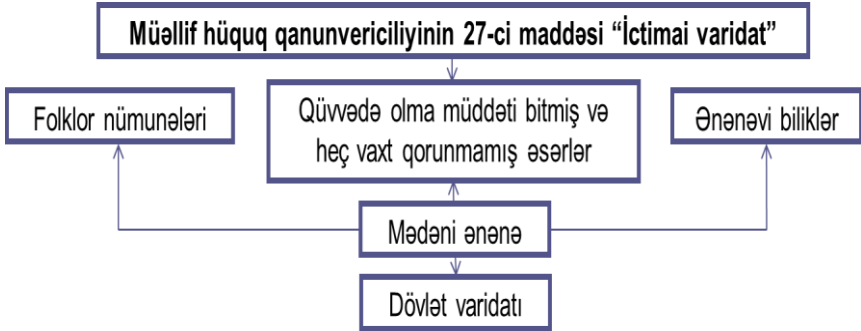 Müəllif hüquq qanunvericiliyinin 27-ci maddəsi “İctimai varidat”
Folklor nümunələri
Qüvvədə olma müddəti bitmiş və
heç vaxt qorunmamış əsərlər
Ənənəvi biliklər
Mədəni ənənə
Dövlət varidatı